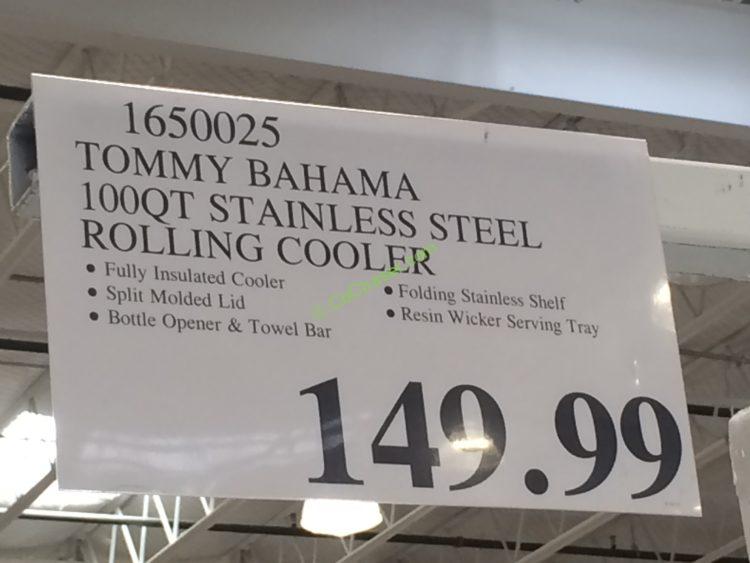 1650025
TOMMY BAHAMA
100QT STAINLESS STEEL
ROLLING COOLER
• Fully Insulated Cooler
• Split Molded Lid
• Bottle Opener & Towel Bar
• Folding Stainless Shelf
• Resin Wicker Serving Tray
149.99